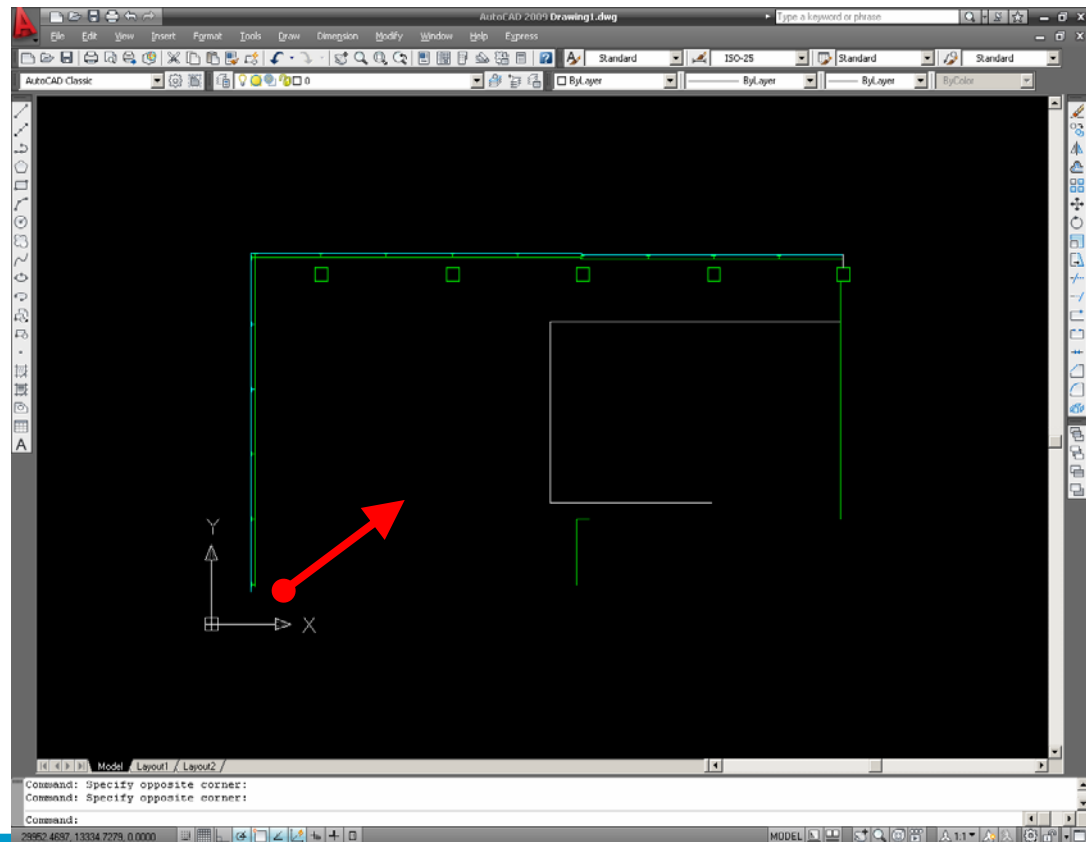 AutoCAD 2009 Drawing1.dwg Type a keyword or phrase
File Edit View Insert Format Tools Draw Dimension Modify Window Help Express
Standard ISO-25 Standard Standard
AutoCAD Classic 0 ByLayer ByLayer ByLayer ByColor
A
Y
X
Model Layout1 Layout2
Command: Specify opposite corner:
Command: Specify opposite corner:
Command:
29952.4697, 13334.7279, 0.0000 MODEL 1:1